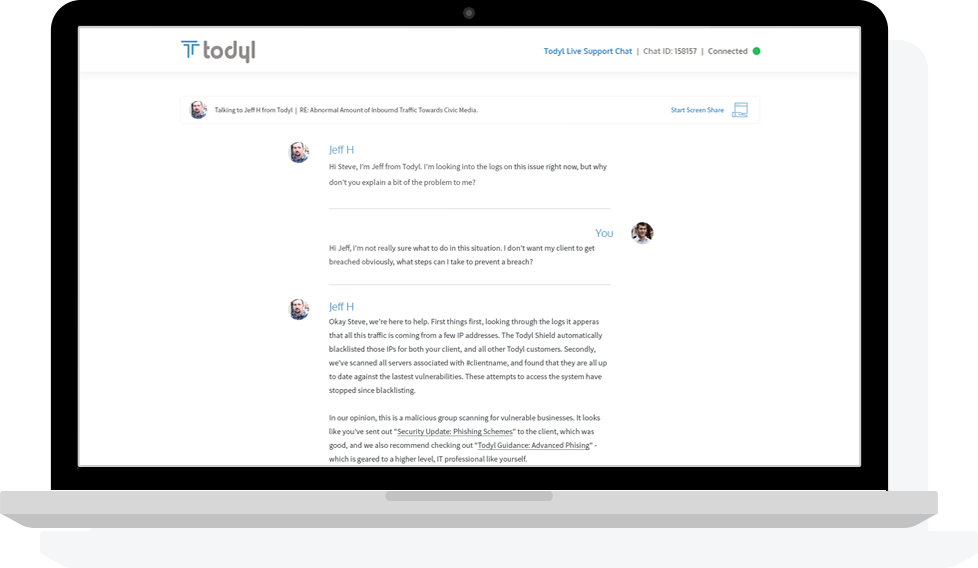 todyl
Todyl Live Support Chat | Chat ID: 158157 | Connected
Talking to Jeff H from Todyl | RE: Abnormal Amount of Inbournd Traffic Towards Civic Media.
Start Screen Share
Jeff H
Hi Steve, I'm Jeff from Todyl. I'm looking into the logs on this issue right now, but why
don't you explain a bit of the problem to me?
You
Hi Jeff, I'm not really sure what to do in this situation. I don't want my client to get
breached obviously, what steps can I take to prevent a breach?
Jeff H
Okay Steve, we're here to help. First things first, looking through the logs it apperas
that all this traffic is coming from a few IP addresses. The Todyl Shield automatically
blacklisted those IPs for both your client, and all other Todyl customers. Secondly,
we've scanned all servers associated with #clientname, and found that they are all up
to date against the lastest vulnerabilities. These attempts to access the system have
stopped since blacklisting.
In our opinion, this is a malicious group scanning for vulnerable businesses. It looks
like you've sent out "Security Update: Phishing Schemes" to the client, which was
good, and we also recommend checking out "Todyl Guidance: Advanced Phising" -
which is geared to a higher level, IT professional like yourself.